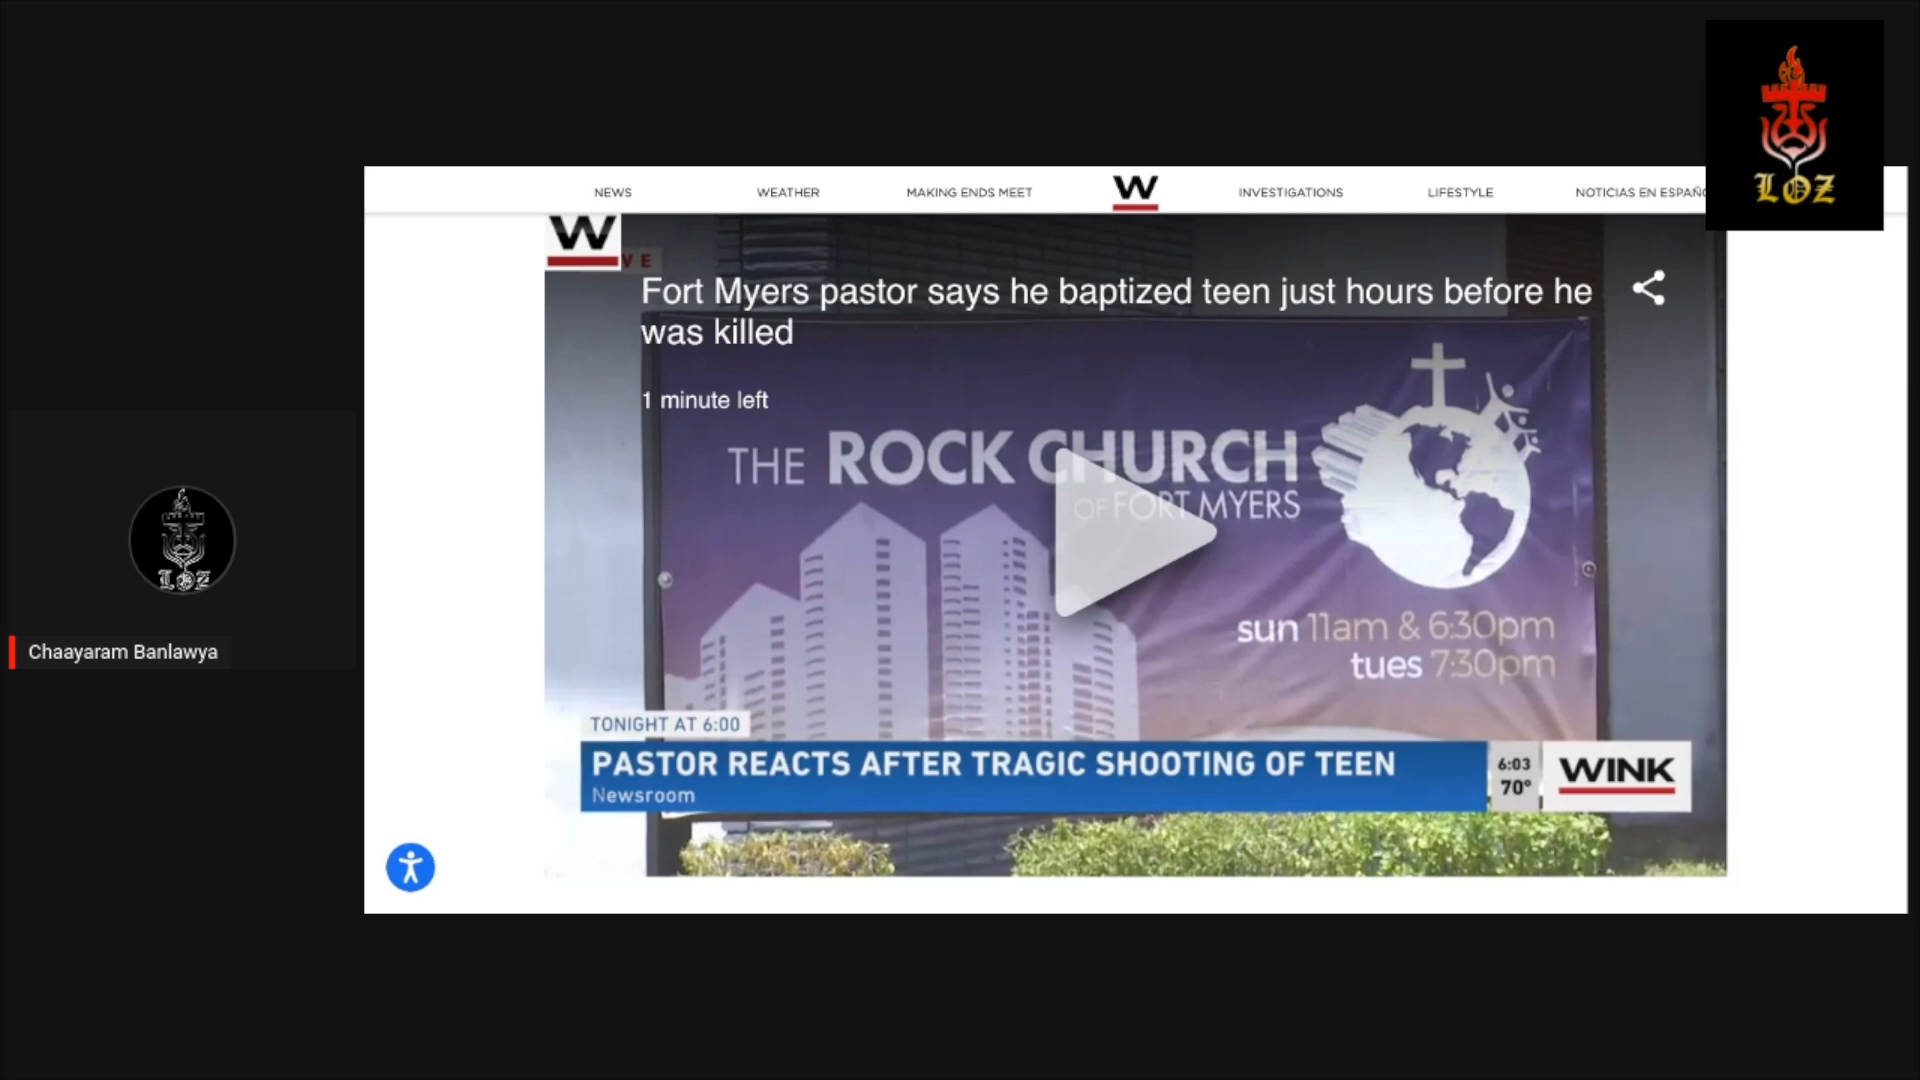 LOZ
NEWS
WEATHER
MAKING ENDS MEET
W
INVESTIGATIONS
LIFESTYLE
NOTICIAS EN ESPAÑO
W
VE
Fort Myers pastor says he baptized teen just hours before he
was killed
1 minute left
THE ROCK CHURCH
OF FORT MYERS
sun 11am & 6:30pm
tues 7:30pm
LOZ
Chaayaram Banlawya
TONIGHT AT 6:00
PASTOR REACTS AFTER TRAGIC SHOOTING OF TEEN
Newsroom
6:03
70°
WINK